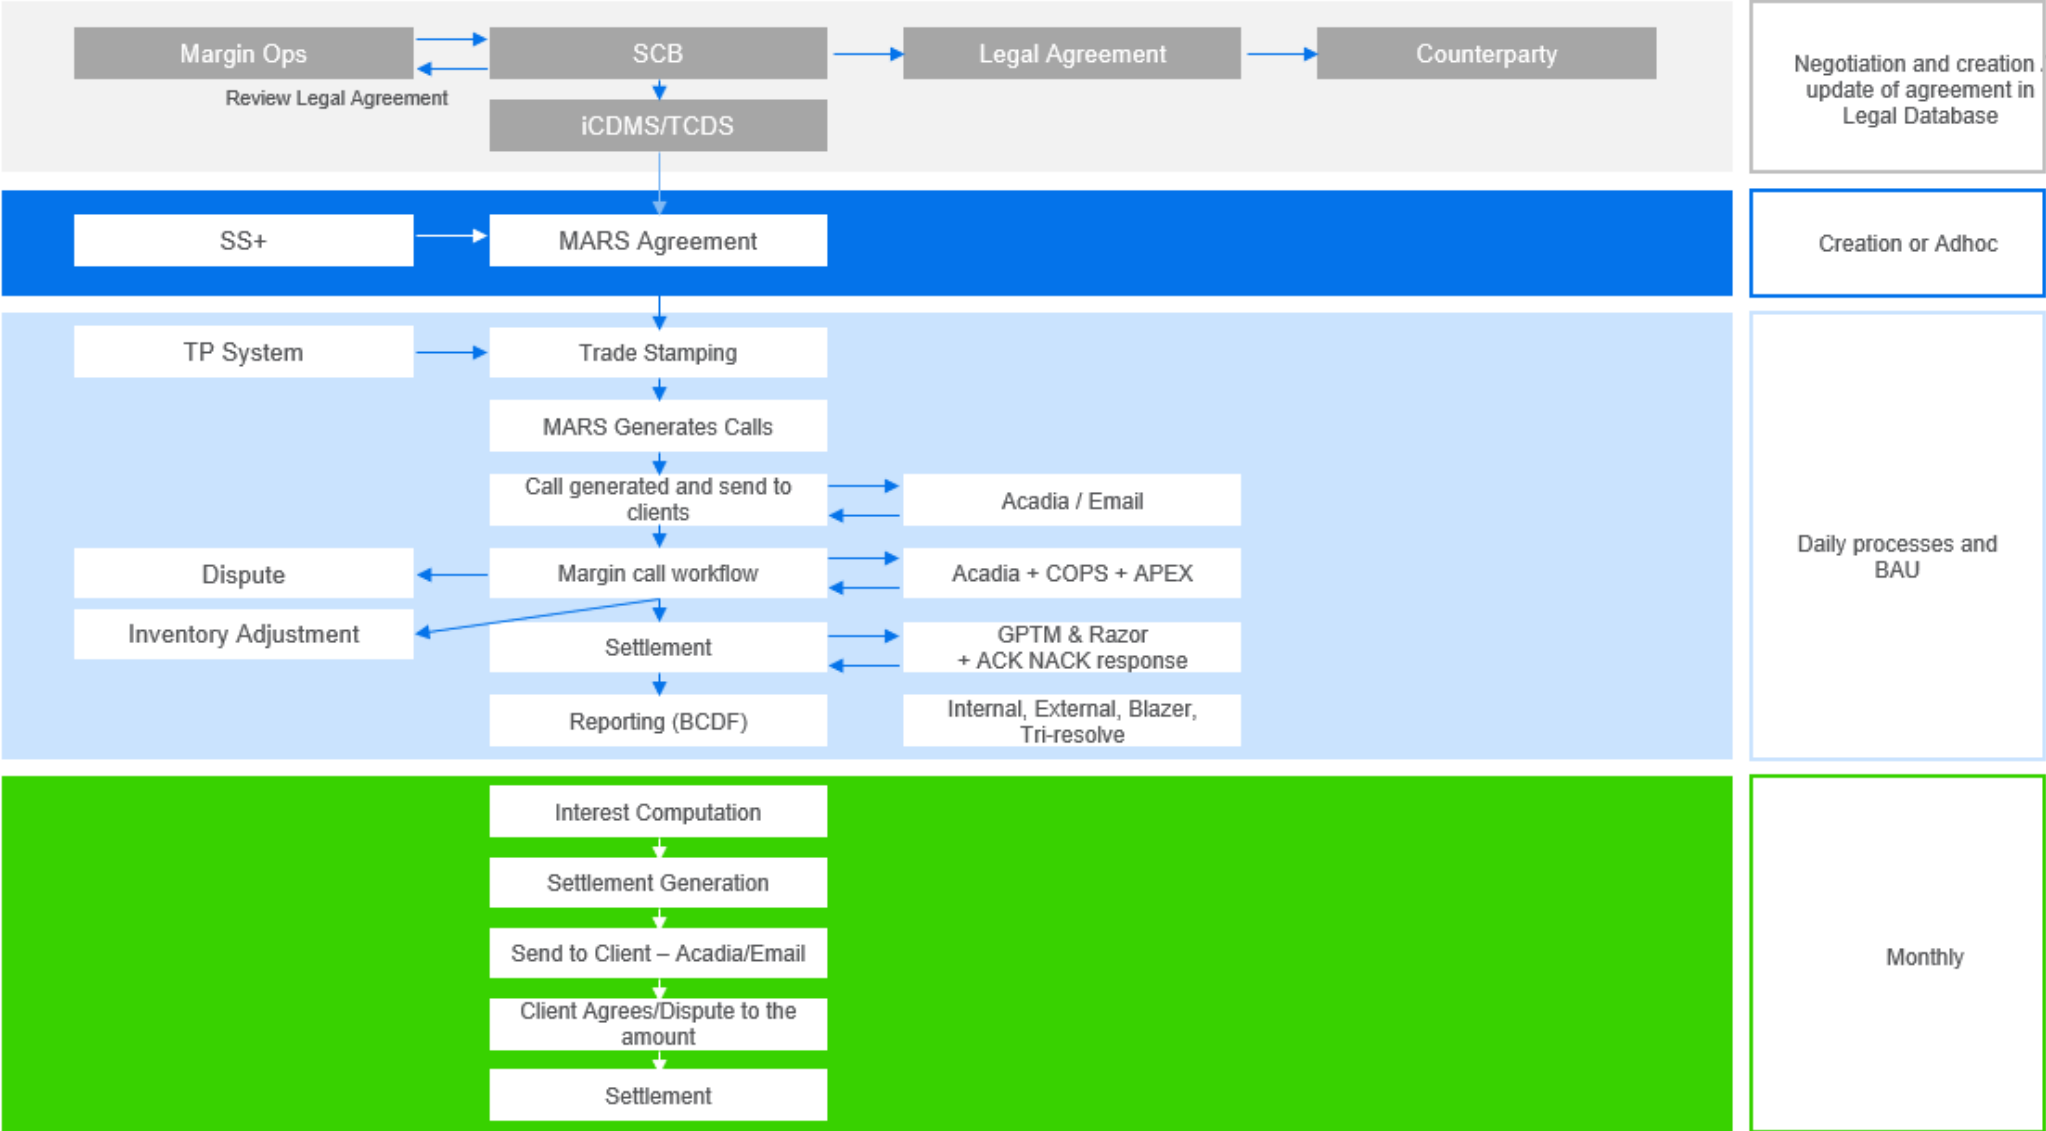 Margin Ops
SCB
Legal Agreement
Counterparty
Review Legal Agreement
iCDMS/TCDS
Negotiation and creation
update of agreement in
Legal Database
SS+
MARS Agreement
Creation or Adhoc
TP System
Trade Stamping
MARS Generates Calls
Call generated and send to
clients
Acadia / Email
Dispute
Margin call workflow
Acadia + COPS + APEX
Inventory Adjustment
Settlement
GPTM & Razor
+ ACK NACK response
Reporting (BCDF)
Internal, External, Blazer,
Tri-resolve
Daily processes and
BAU
Interest Computation
Settlement Generation
Send to Client – Acadia/Email
Client Agrees/Dispute to the
amount
Settlement
Monthly